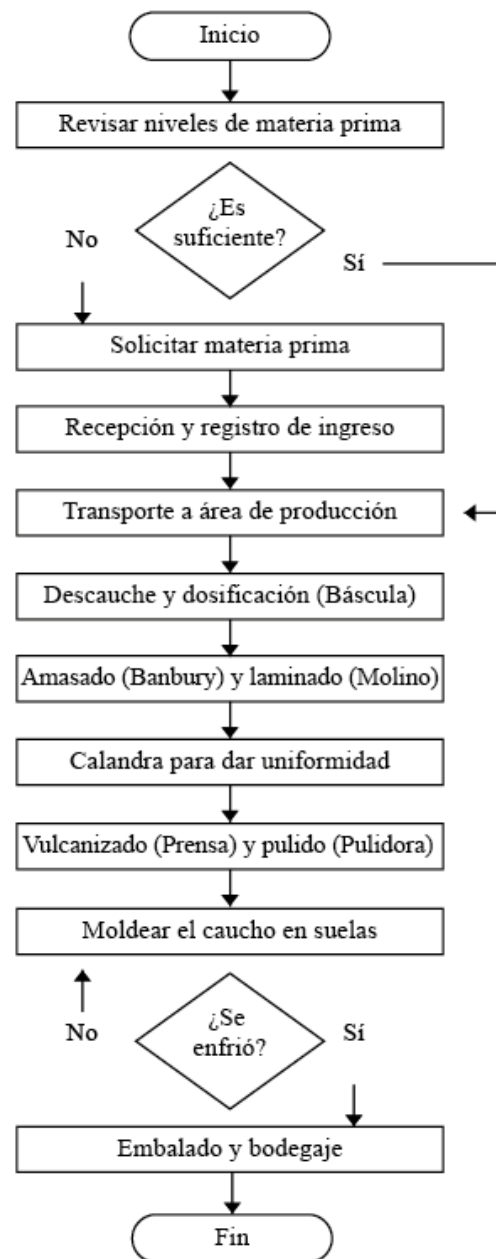 Inicio
Revisar niveles de materia prima
¿Es
suficiente?
No
Sí
Solicitar materia prima
Recepción y registro de ingreso
Transporte a área de producción
Descauche y dosificación (Báscula)
Amasado (Banbury) y laminado (Molino)
Calandra para dar uniformidad
Vulcanizado (Prensa) y pulido (Pulidora)
Moldear el caucho en suelas
¿Se
enfrió?
No
Sí
Embalado y bodegaje
Fin